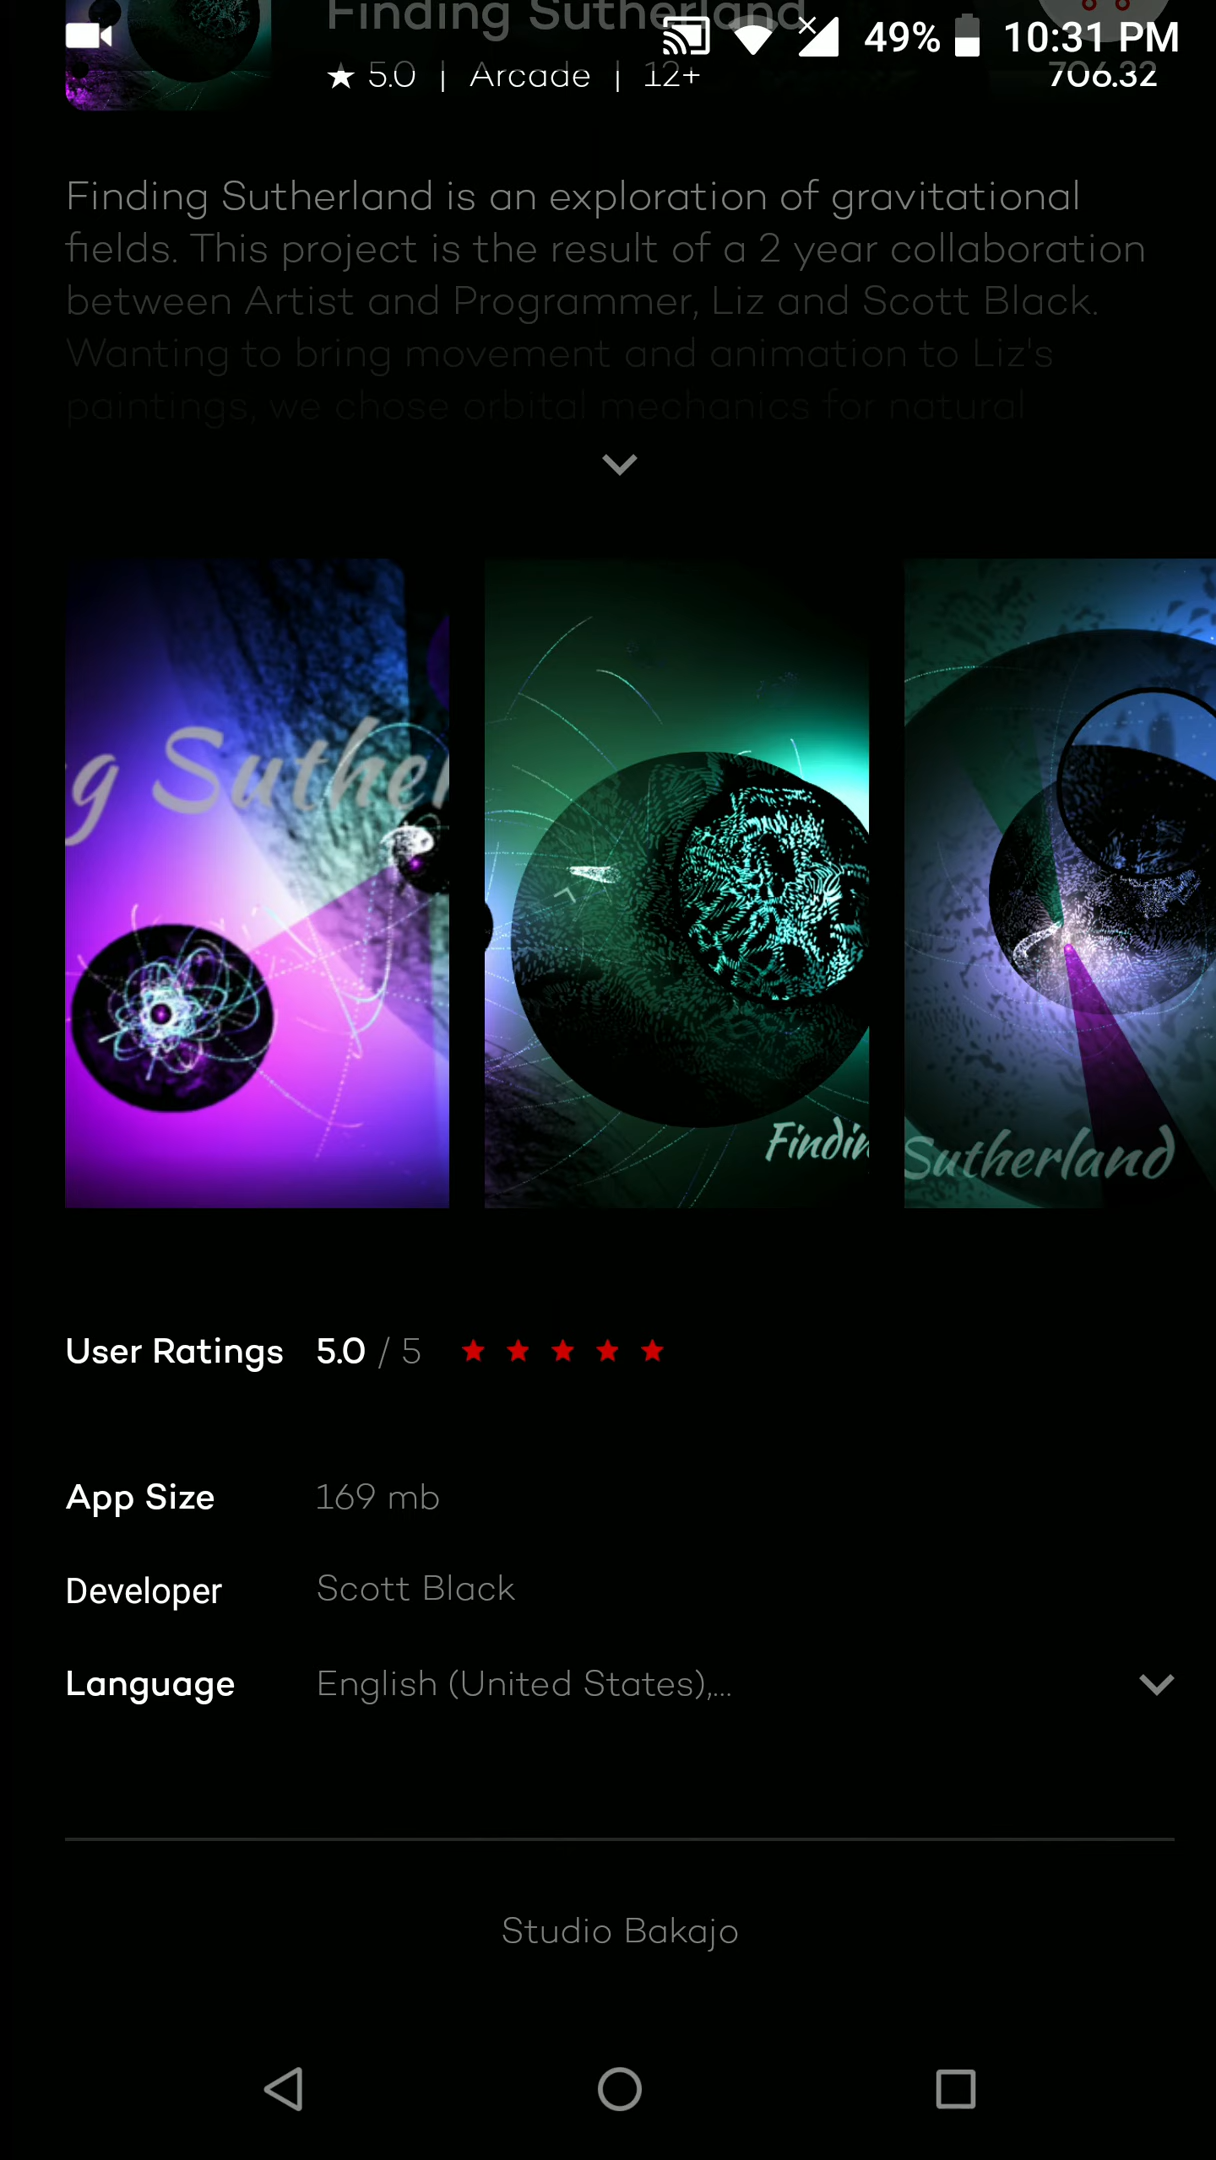 Finding Sutherland
49% 10:31 PM
★ 5.0 | Arcade | 12+
706.32
Finding Sutherland is an exploration of gravitational
fields. This project is the result of a 2 year collaboration
between Artist and Programmer, Liz and Scott Black.
Wanting to bring movement and animation to Liz's
paintings, we chose orbital mechanics for natural
g Suther
Findin
Sutherland
User Ratings 5.0 / 5
App Size 169 mb
Developer Scott Black
Language English (United States),...
Studio Bakajo